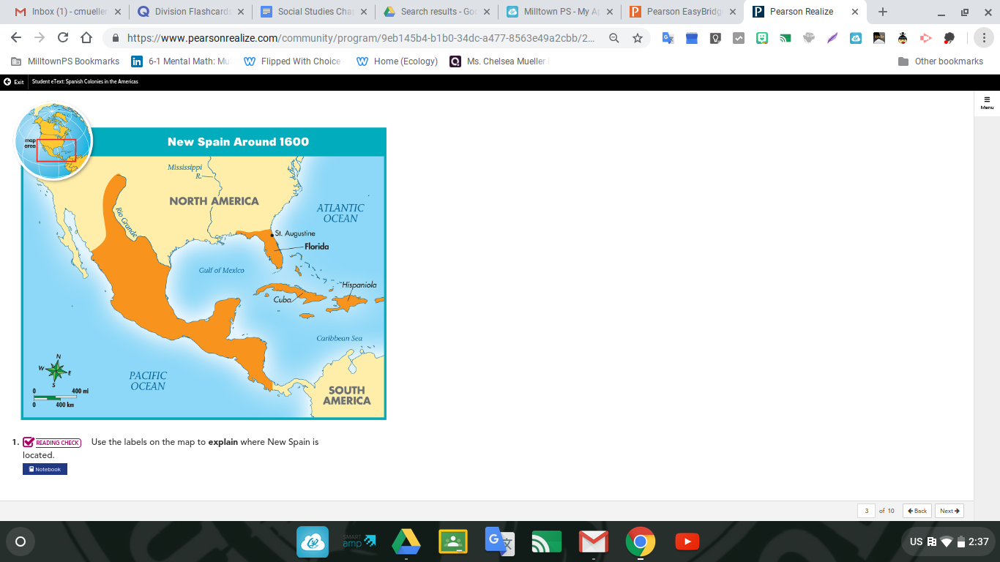 Inbox (1) - cmueller
Division Flashcards
Social Studies Cha
Search results - Goo
Milltown PS - My Ap
Pearson EasyBridge
Pearson Realize
https://www.pearsonrealize.com/community/program/9eb145b4-b1b0-34dc-a477-8563e49a2cbb/2...
MilltownPS Bookmarks
6-1 Mental Math: Mu
Flipped With Choice
Home (Ecology)
Ms. Chelsea Mueller
Other bookmarks
Exit
Student eText: Spanish Colonies in the Americas
Menu
map
area
New Spain Around 1600
Mississippi
R.
NORTH AMERICA
ATLANTIC
OCEAN
Rio Grande
St. Augustine
Florida
Gulf of Mexico
Hispaniola
Cuba
Caribbean Sea
N
W
E
S
PACIFIC
OCEAN
0 400 mi
0 400 km
SOUTH
AMERICA
1. READING CHECK Use the labels on the map to explain where New Spain is
located.
Notebook
3 of 10
Back
Next
SMART
amp
US
2:37